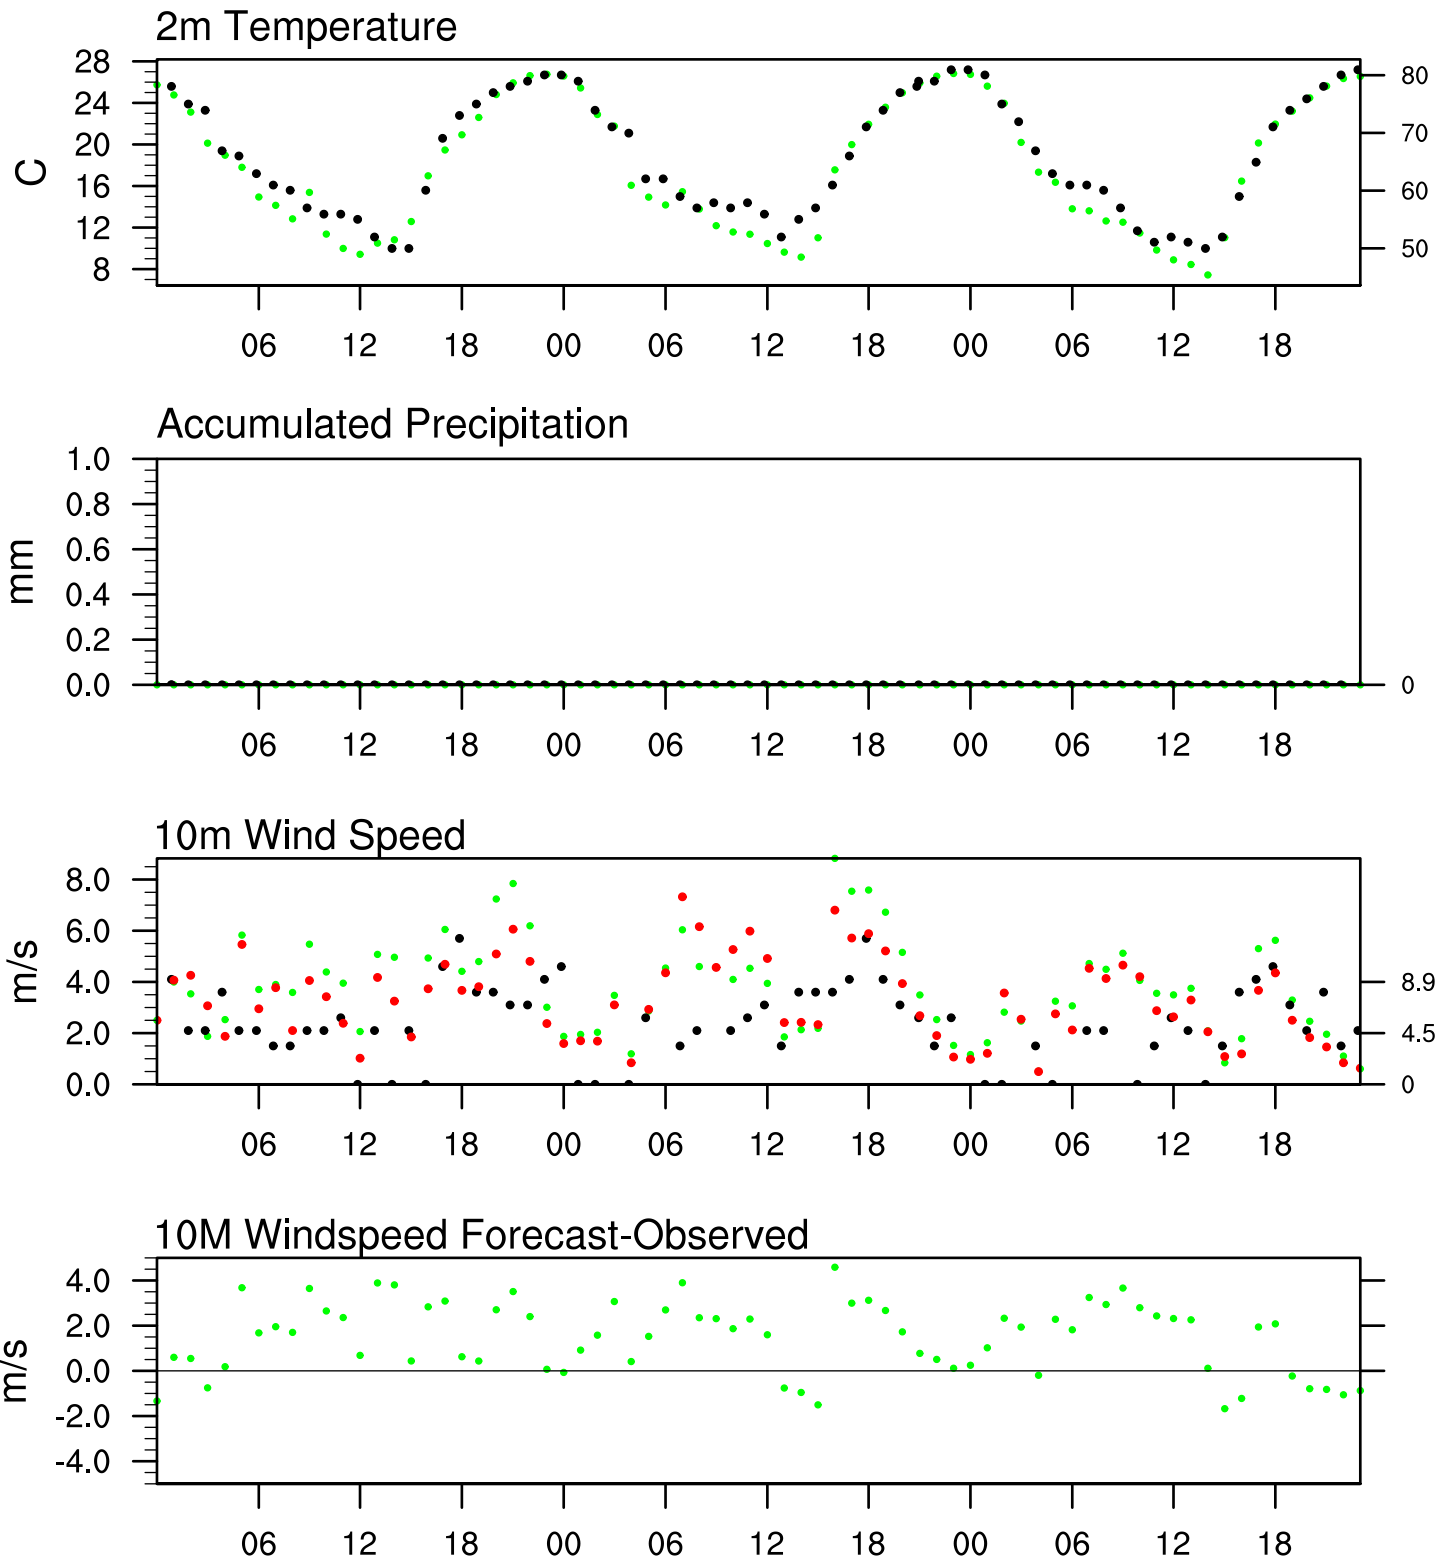 2m Temperature
28
24
20
16
12
8
C
80
70
60
50
06 12 18 00 06 12 18 00 06 12 18
Accumulated Precipitation
1.0
0.8
0.6
0.4
0.2
0.0
mm
0
06 12 18 00 06 12 18 00 06 12 18
10m Wind Speed
8.0
6.0
4.0
2.0
0.0
m/s
8.9
4.5
0
06 12 18 00 06 12 18 00 06 12 18
10M Windspeed Forecast-Observed
4.0
2.0
0.0
-2.0
-4.0
m/s
06 12 18 00 06 12 18 00 06 12 18